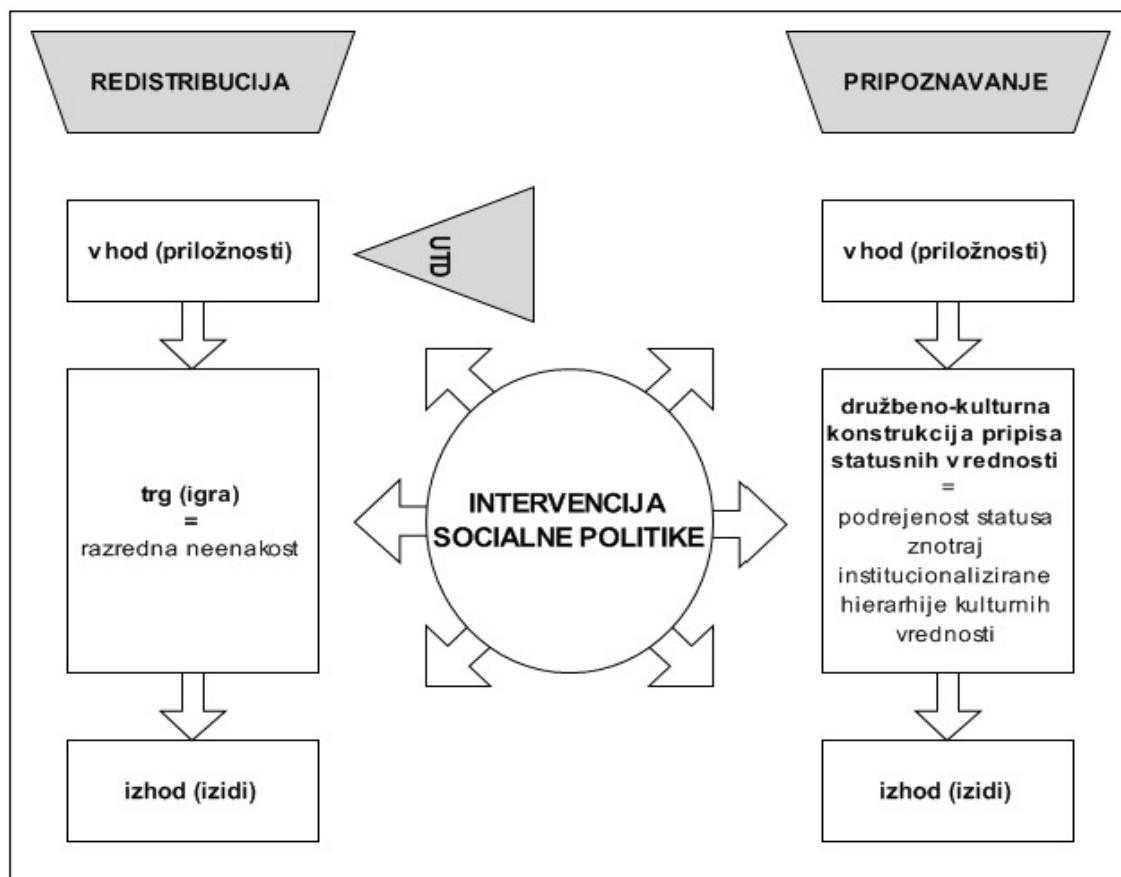 REDISTRIBUCIJA
PRIPOZNAVANJE
vhod (priložnosti)
UTD
vhod (priložnosti)
trg (igra)
=
razredna neenakost
INTERVENCIJA
SOCIALNE POLITIKE
družbeno-kulturna
konstrukcija pripisa
statusnih vrednosti
=
podrejenost statusa
znotraj
institucionalizirane
hierarhije kulturnih
vrednosti
izhod (izidi)
izhod (izidi)